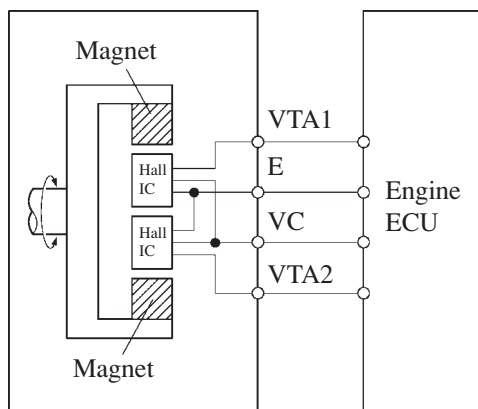 Magnet
VTA1
Hall
IC
E
Hall
IC
VC
VTA2
Engine
ECU
Magnet